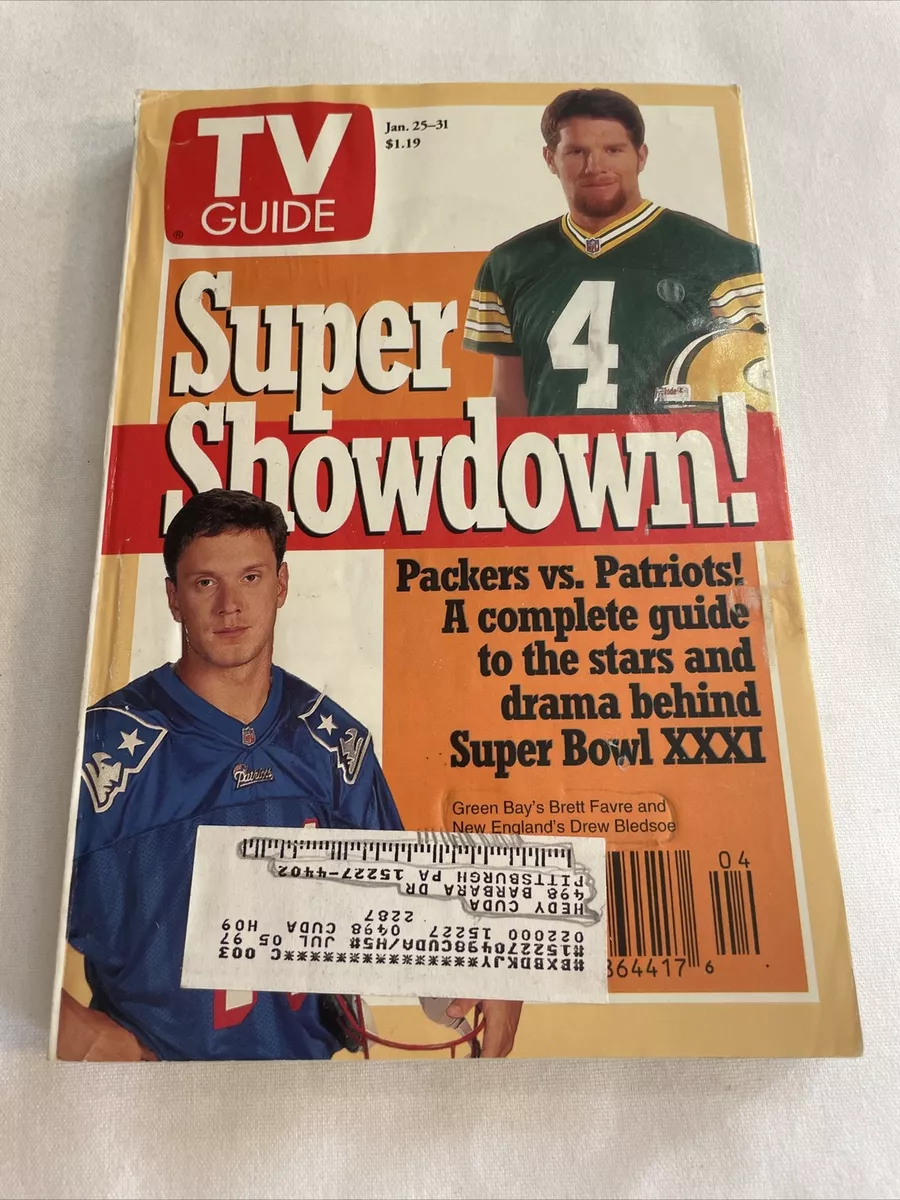 TV
GUIDE
®
Jan. 25–31
$1.19
4
Super
Showdown!
Packers vs. Patriots!
A complete guide
to the stars and
drama behind
Super Bowl XXXI
Patriots
Green Bay's Brett Favre and
New England's Drew Bledsoe
04
364417 6
#BXBDKJY******************C 003
#1522704 98CUDA/H5# JUL 05 97
022000 15227 0498 CUDA H09
2287
HEDY CUDA
498 BARBARA DR
PITTSBURGH PA 15227-4402